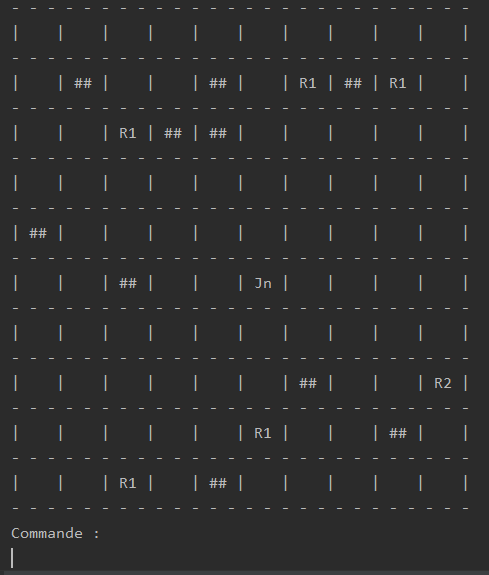 - - - - - - - - - - - - - - - - - - - - - - - - - -
|    |    |    |    |    |    |    |    |    |    |
- - - - - - - - - - - - - - - - - - - - - - - - - -
|    | ## |    |    | ## |    | R1 | ## | R1 |    |
- - - - - - - - - - - - - - - - - - - - - - - - - -
|    |    | R1 | ## | ## |    |    |    |    |    |
- - - - - - - - - - - - - - - - - - - - - - - - - -
|    |    |    |    |    |    |    |    |    |    |
- - - - - - - - - - - - - - - - - - - - - - - - - -
| ## |    |    |    |    |    |    |    |    |    |
- - - - - - - - - - - - - - - - - - - - - - - - - -
|    |    | ## |    |    | Jn |    |    |    |    |
- - - - - - - - - - - - - - - - - - - - - - - - - -
|    |    |    |    |    |    |    |    |    |    |
- - - - - - - - - - - - - - - - - - - - - - - - - -
|    |    |    |    |    |    | ## |    |    | R2 |
- - - - - - - - - - - - - - - - - - - - - - - - - -
|    |    |    |    |    | R1 |    |    | ## |    |
- - - - - - - - - - - - - - - - - - - - - - - - - -
|    |    | R1 |    | ## |    |    |    |    |    |
- - - - - - - - - - - - - - - - - - - - - - - - - -
Commande :